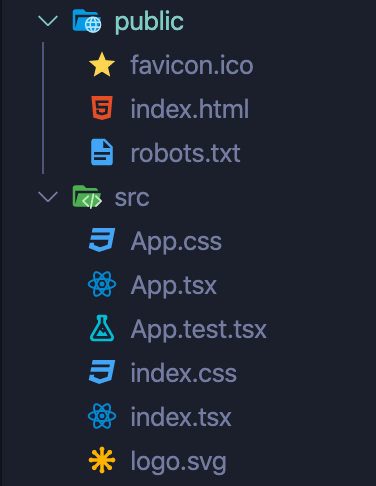 public
favicon.ico
index.html
robots.txt
src
App.css
App.tsx
App.test.tsx
index.css
index.tsx
logo.svg